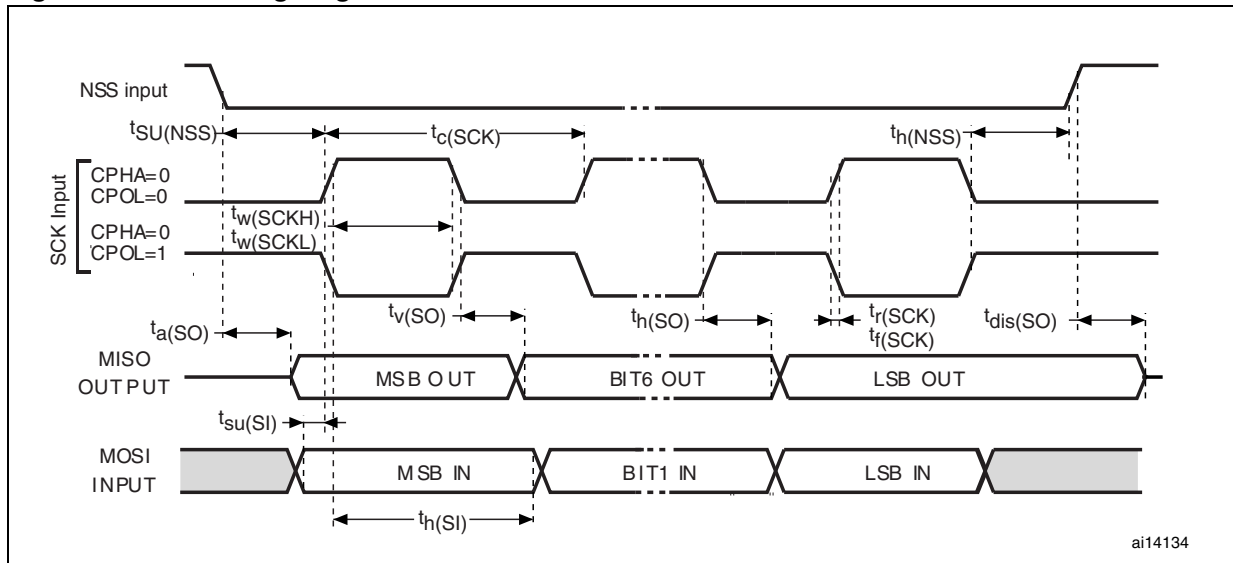 NSS input
tSU(NSS)
tc(SCK)
th(NSS)
SCK Input
CPHA=0
CPOL=0
tw(SCKH)
CPHA=0
tw(SCKL)
CPOL=1
tv(SO)
ta(SO)
th(SO)
tr(SCK)
tf(SCK)
tdis(SO)
MISO
OUTPUT
MSB OUT
BIT6 OUT
LSB OUT
tsu(SI)
MOSI
INPUT
MSB IN
BIT1 IN
LSB IN
th(SI)
ai14134